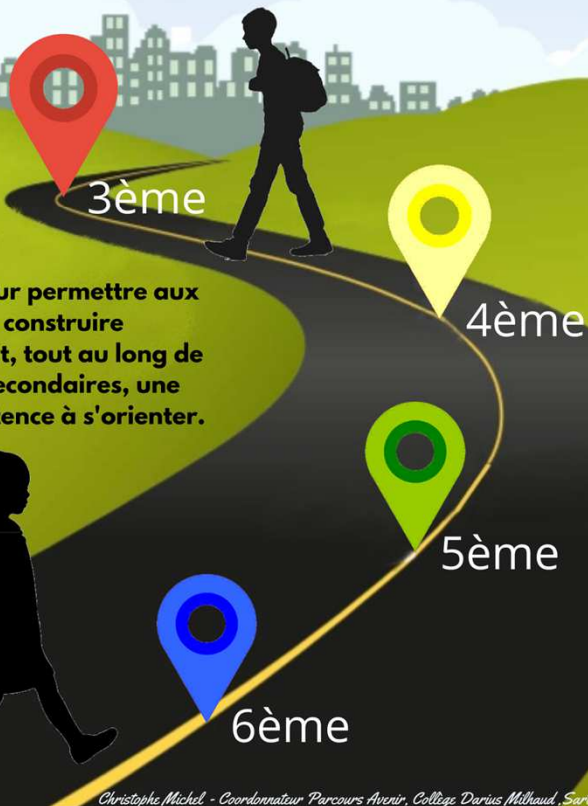 3ème
ur permettre aux
construire
t, tout au long de
econdaires, une
ence à s'orienter.
4ème
5ème
6ème
Christophe Michel - Coordonnateur Parcours Avenir, Collège Darius Milhaud, Sar